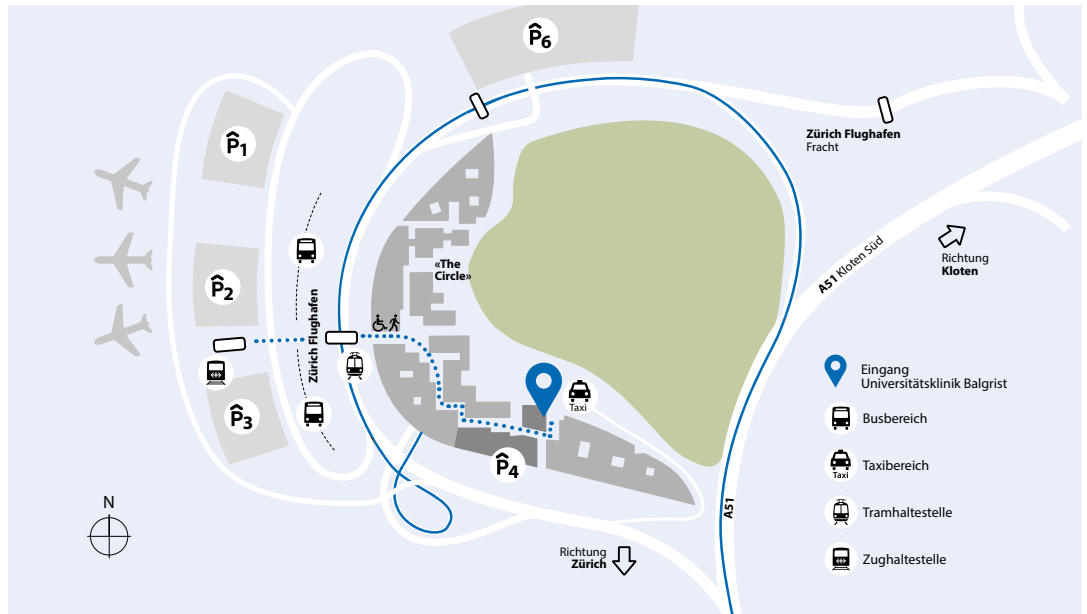 P6
P1
Zürich Flughafen
Fracht
A51 Kloten Süd
Richtung
Kloten
«The
Circle»
P2
Zürich Flughafen
P3
Taxi
P4
Eingang
Universitätsklinik Balgrist
Busbereich
Taxi
Taxibereich
Tramhaltestelle
Zughaltestelle
A51
N
Richtung
Zürich